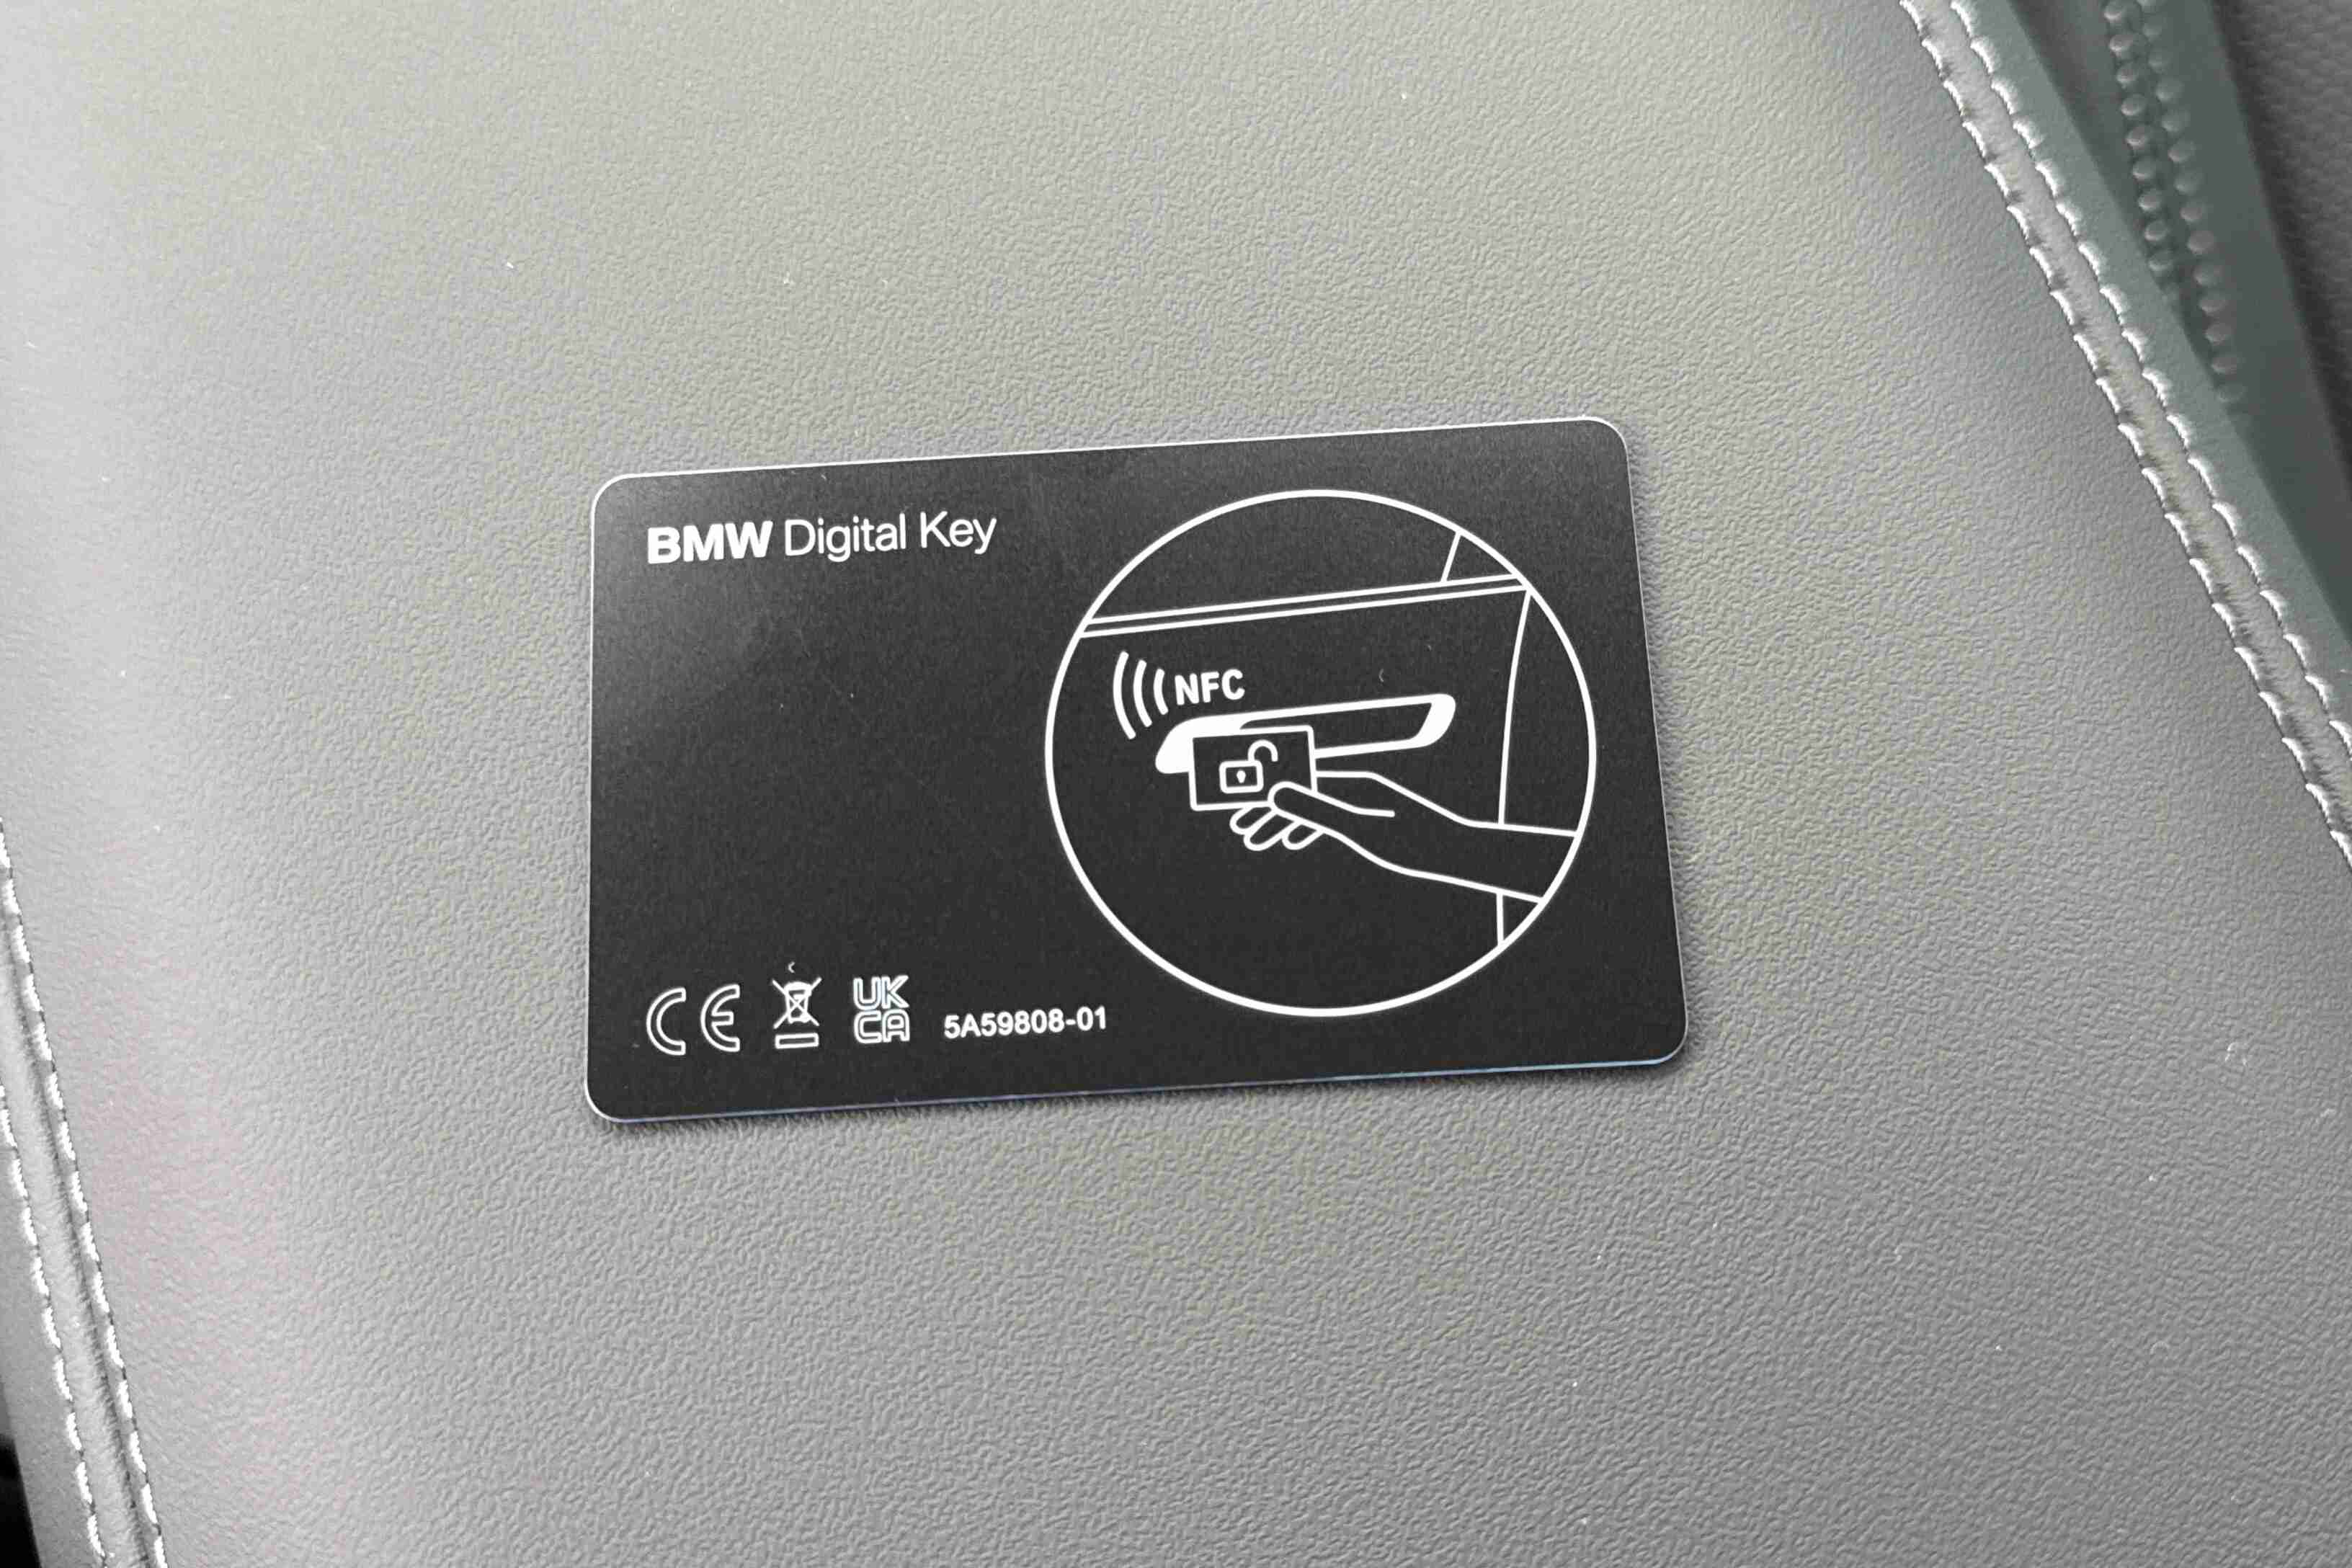 BMW Digital Key
NFC
CE
UK
CA
5A59808-01